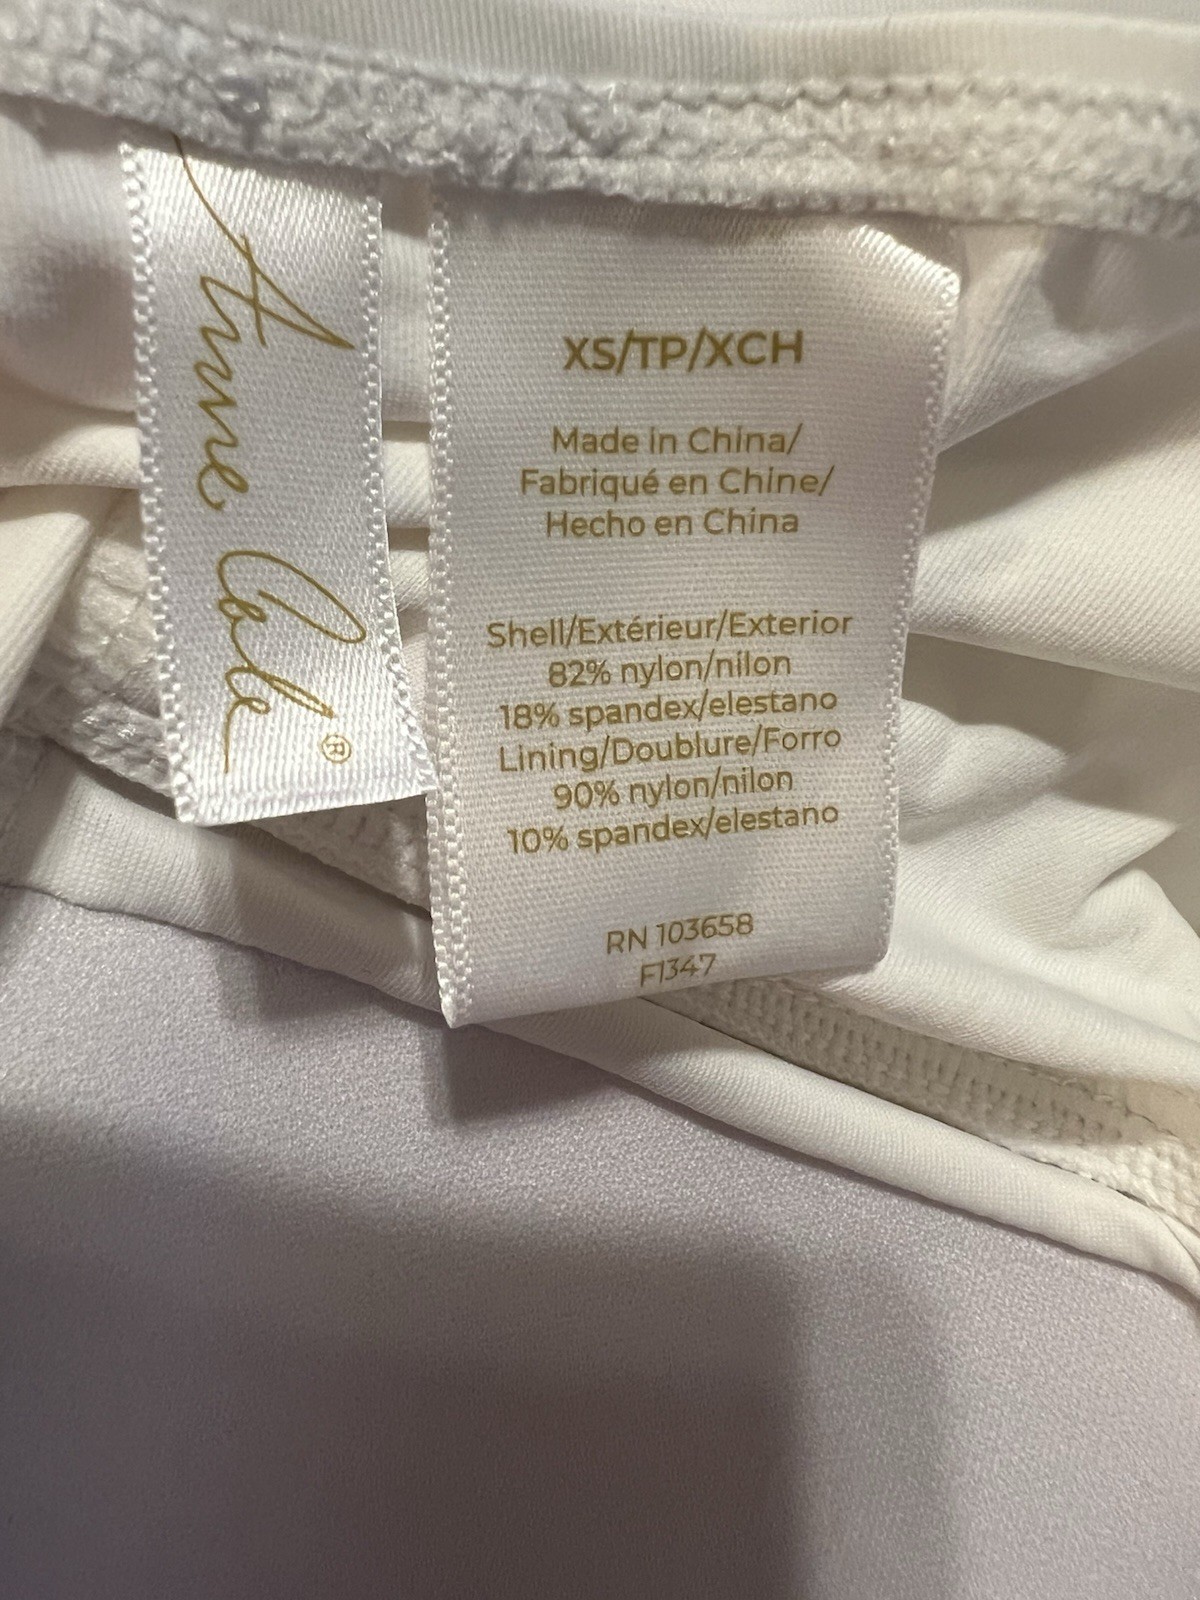 Anne Cole®
XS/TP/XCH
Made in China/
Fabriqué en Chine/
Hecho en China
Shell/Extérieur/Exterior
82% nylon/nilon
18% spandex/elestano
Lining/Doublure/Forro
90% nylon/nilon
10% spandex/elestano
RN 103658
F1347